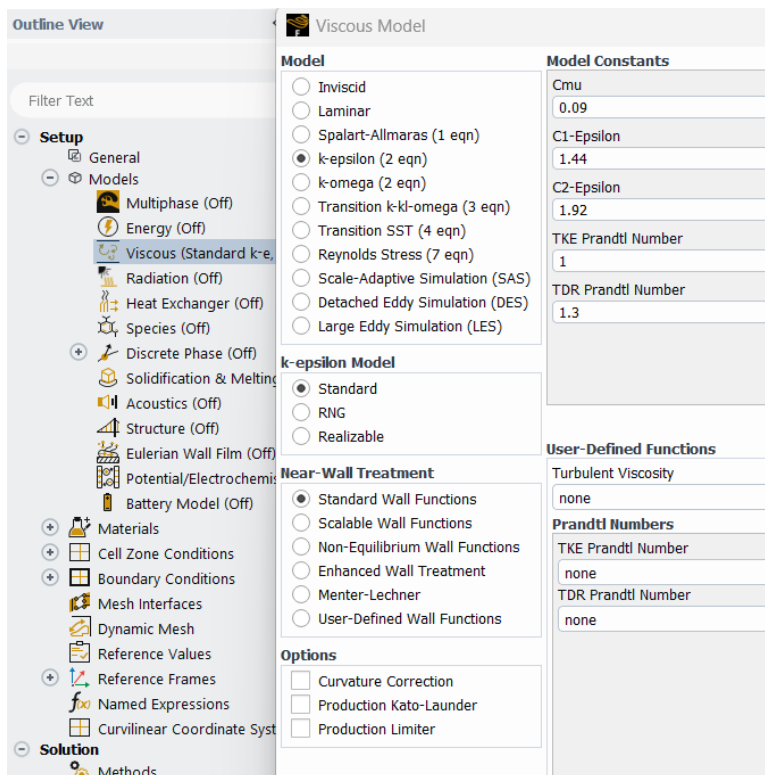 Outline View
Filter Text
Setup
General
Models
Multiphase (Off)
Energy (Off)
Viscous (Standard k-e,
Radiation (Off)
Heat Exchanger (Off)
Species (Off)
Discrete Phase (Off)
Solidification & Melting
Acoustics (Off)
Structure (Off)
Eulerian Wall Film (Off)
Potential/Electrochemis
Battery Model (Off)
Materials
Cell Zone Conditions
Boundary Conditions
Mesh Interfaces
Dynamic Mesh
Reference Values
Reference Frames
Named Expressions
Curvilinear Coordinate Syst
Solution
Methods
Viscous Model
Model
Inviscid
Laminar
Spalart-Allmaras (1 eqn)
k-epsilon (2 eqn)
k-omega (2 eqn)
Transition k-kl-omega (3 eqn)
Transition SST (4 eqn)
Reynolds Stress (7 eqn)
Scale-Adaptive Simulation (SAS)
Detached Eddy Simulation (DES)
Large Eddy Simulation (LES)
k-epsilon Model
Standard
RNG
Realizable
Near-Wall Treatment
Standard Wall Functions
Scalable Wall Functions
Non-Equilibrium Wall Functions
Enhanced Wall Treatment
Menter-Lechner
User-Defined Wall Functions
Options
Curvature Correction
Production Kato-Launder
Production Limiter
Model Constants
Cmu
0.09
C1-Epsilon
1.44
C2-Epsilon
1.92
TKE Prandtl Number
1
TDR Prandtl Number
1.3
User-Defined Functions
Turbulent Viscosity
none
Prandtl Numbers
TKE Prandtl Number
none
TDR Prandtl Number
none